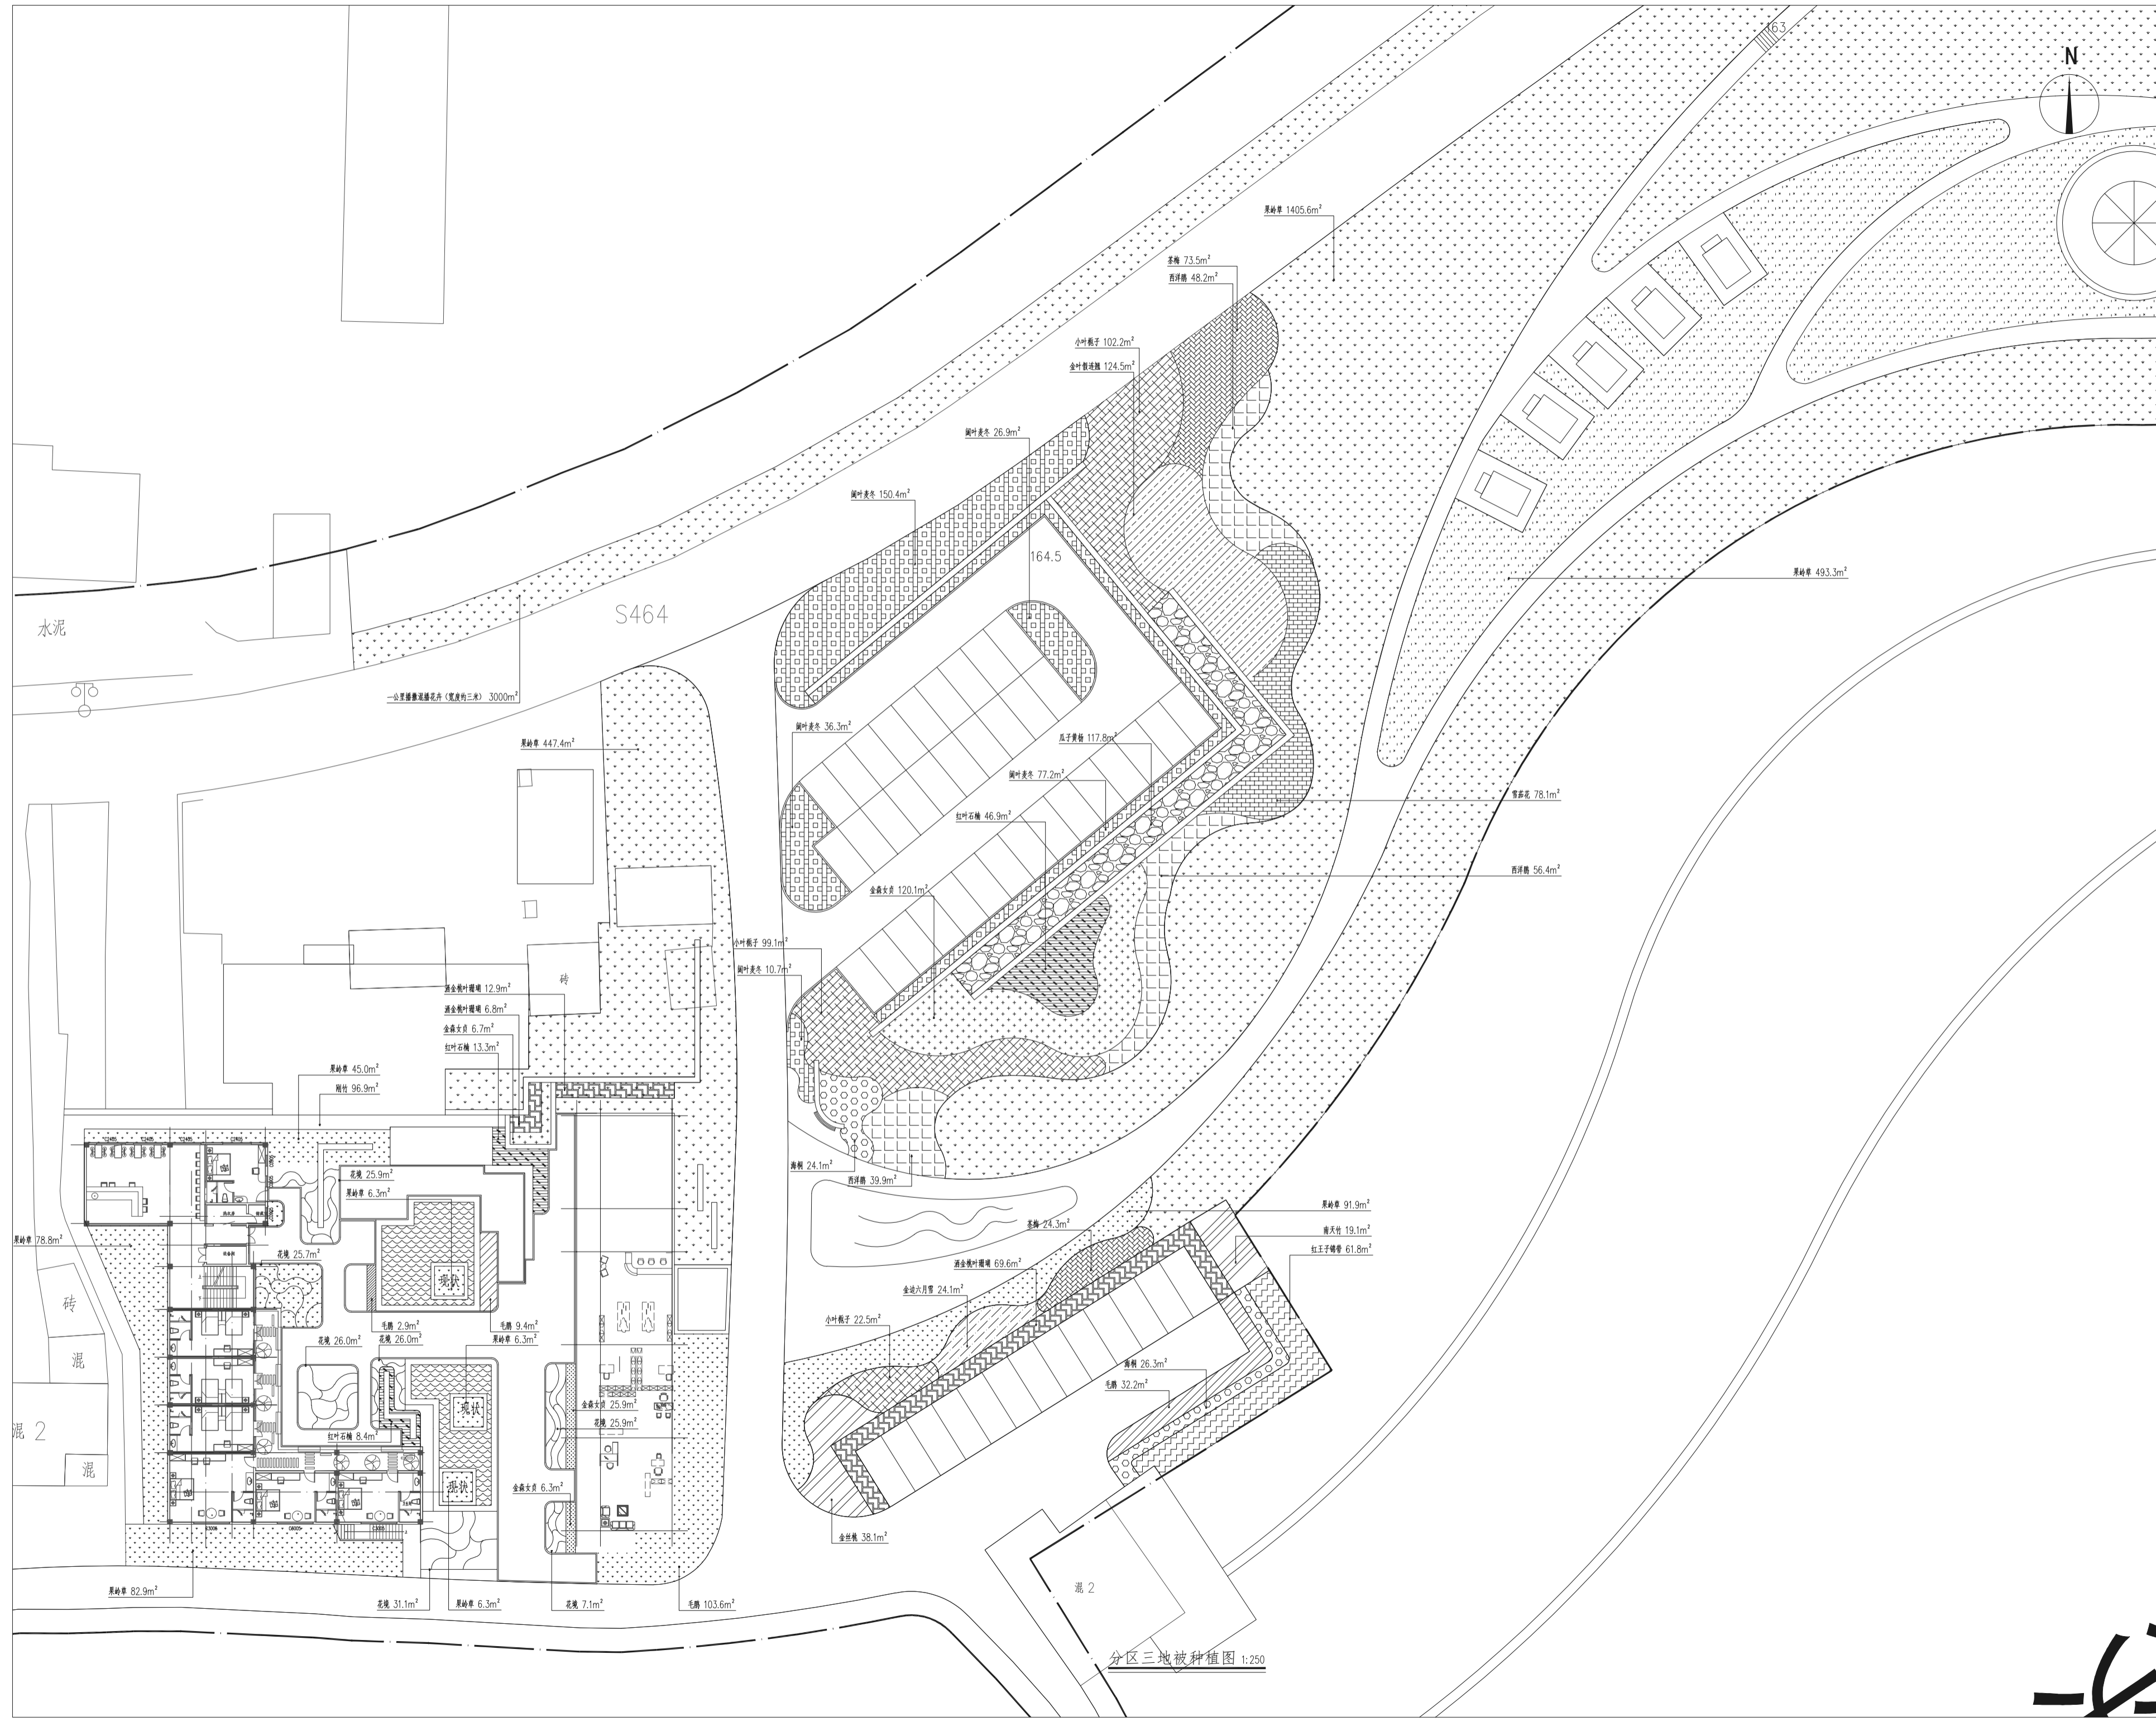 163
N
果岭草 1405.6m²
茶梅 73.5m²
西洋鹃 48.2m²
小叶栀子 102.2m²
金叶假连翘 124.5m²
阔叶麦冬 26.9m²
阔叶麦冬 150.4m²
164.5
果岭草 493.3m²
S464
水泥
一公里播撒混播花卉（宽度约三米） 3000m²
阔叶麦冬 36.3m²
果岭草 447.4m²
瓜子黄杨 117.8m²
阔叶麦冬 77.2m²
雪茄花 78.1m²
红叶石楠 46.9m²
西洋鹃 56.4m²
金森女贞 120.1m²
小叶栀子 99.1m²
阔叶麦冬 10.7m²
砖
洒金桃叶珊瑚 12.9m²
洒金桃叶珊瑚 6.8m²
金森女贞 6.7m²
红叶石楠 13.3m²
果岭草 45.0m²
刚竹 96.9m²
海桐 24.1m²
西洋鹃 39.9m²
花境 25.9m²
果岭草 6.3m²
果岭草 91.9m²
茶梅 24.3m²
南天竹 19.1m²
红王子锦带 61.8m²
果岭草 78.8m²
花境 25.7m²
洒金桃叶珊瑚 69.6m²
现状
金边六月雪 24.1m²
砖
毛鹃 2.9m²
毛鹃 9.4m²
小叶栀子 22.5m²
花境 26.0m²
花境 26.0m²
果岭草 6.3m²
混
海桐 26.3m²
毛鹃 32.2m²
现状
金森女贞 25.9m²
花境 25.9m²
混 2
红叶石楠 8.4m²
混
现状
金森女贞 6.3m²
金丝桃 38.1m²
混 2
果岭草 82.9m²
花境 31.1m²
果岭草 6.3m²
花境 7.1m²
毛鹃 103.6m²
分区三地被种植图 1:250